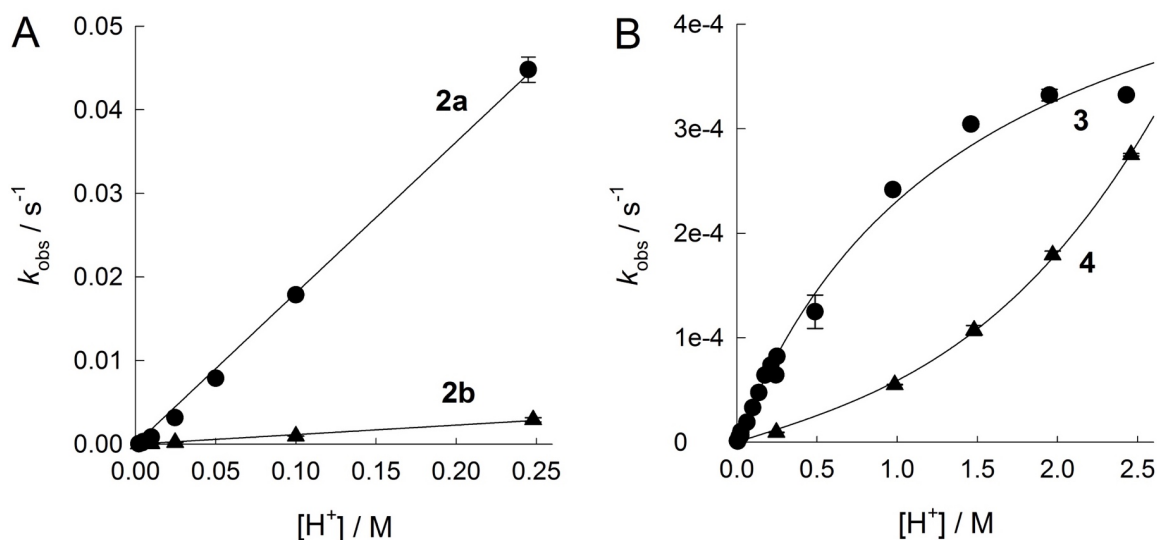 A
0.05
0.04
0.03
0.02
0.01
0.00
k obs / s-1
2a
2b
0.00 0.05 0.10 0.15 0.20 0.25
[H+] / M
B
4e-4
3e-4
2e-4
1e-4
0
k obs / s-1
3
4
0.0 0.5 1.0 1.5 2.0 2.5
[H+] / M